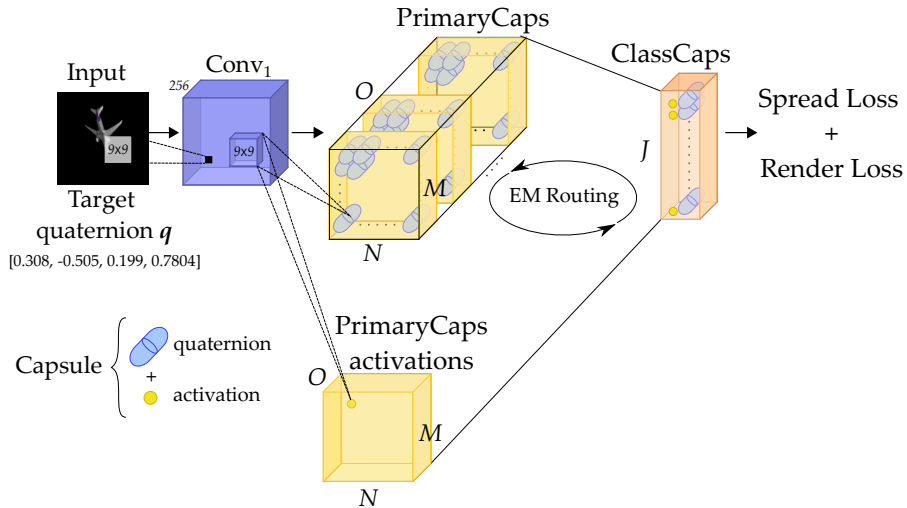 PrimaryCaps
Conv1
ClassCaps
Input
256
O
9x9
9x9
M
N
EM Routing
J
Spread Loss
+
Render Loss
Target
quaternion q
[0.308, -0.505, 0.199, 0.7804]
Capsule
quaternion
+
activation
PrimaryCaps
activations
O
M
N